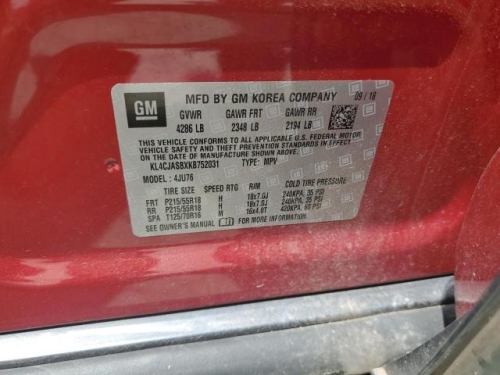 GM
MFD BY GM KOREA COMPANY 09/18
GVWR GAWR FRT GAWR RR
4286 LB 2348 LB 2194 LB
THIS VEHICLE CONFORMS TO ALL APPLICABLE U.S. FEDERAL MOTOR
VEHICLE SAFETY AND THEFT PREVENTION STANDARDS IN EFFECT
ON THE DATE OF MANUFACTURE SHOWN ABOVE.
KL4CJASBXKB752031 TYPE: MPV
MODEL: 4JU76
TIRE SIZE SPEED RTG RIM COLD TIRE PRESSURE
FRT P215/55R18 H 18x7.0J 240KPA, 35 PSI
RR P215/55R18 H 18x7.0J 240KPA, 35 PSI
SPA T125/70R16 M 16x4.0T 420KPA, 60 PSI
SEE OWNER'S MANUAL FOR ADDITIONAL INFORMATION.